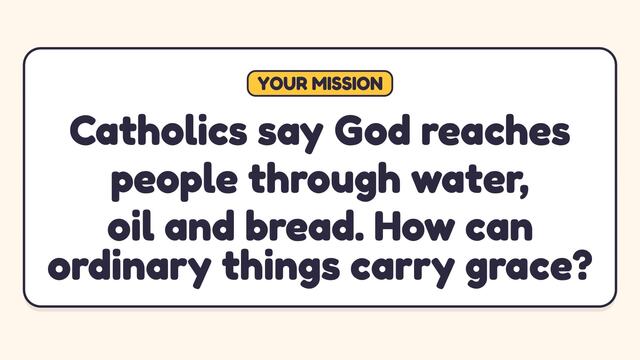 YOUR MISSION
Catholics say God reaches
people through water,
oil and bread. How can
ordinary things carry grace?